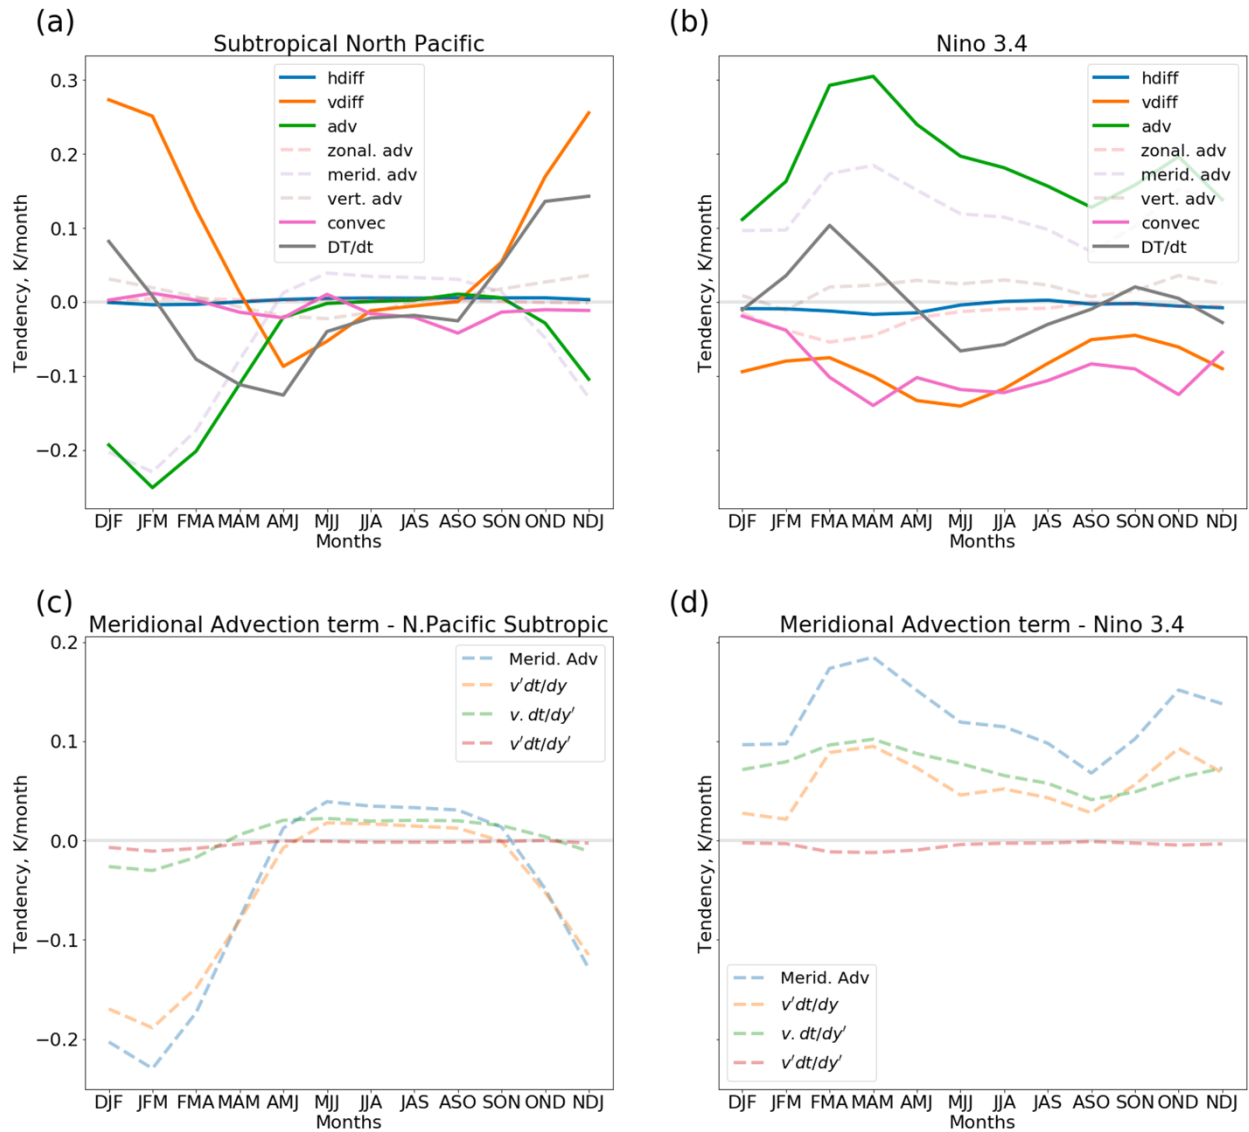 (a)
Subtropical North Pacific
0.3
0.2
0.1
0.0
−0.1
−0.2
Tendency, K/month
hdiff
vdiff
adv
zonal. adv
merid. adv
vert. adv
convec
DT/dt
DJF JFM FMA MAM AMJ MJJ JJA JAS ASO SON OND NDJ
Months
(b)
Nino 3.4
Tendency, K/month
hdiff
vdiff
adv
zonal. adv
merid. adv
vert. adv
convec
DT/dt
DJF JFM FMA MAM AMJ MJJ JJA JAS ASO SON OND NDJ
Months
(c)
Meridional Advection term - N.Pacific Subtropic
0.2
0.1
0.0
−0.1
−0.2
Tendency, K/month
Merid. Adv
v'dt/dy
v. dt/dy'
v'dt/dy'
DJF JFM FMA MAM AMJ MJJ JJA JAS ASO SON OND NDJ
Months
(d)
Meridional Advection term - Nino 3.4
Tendency, K/month
Merid. Adv
v'dt/dy
v. dt/dy'
v'dt/dy'
DJF JFM FMA MAM AMJ MJJ JJA JAS ASO SON OND NDJ
Months